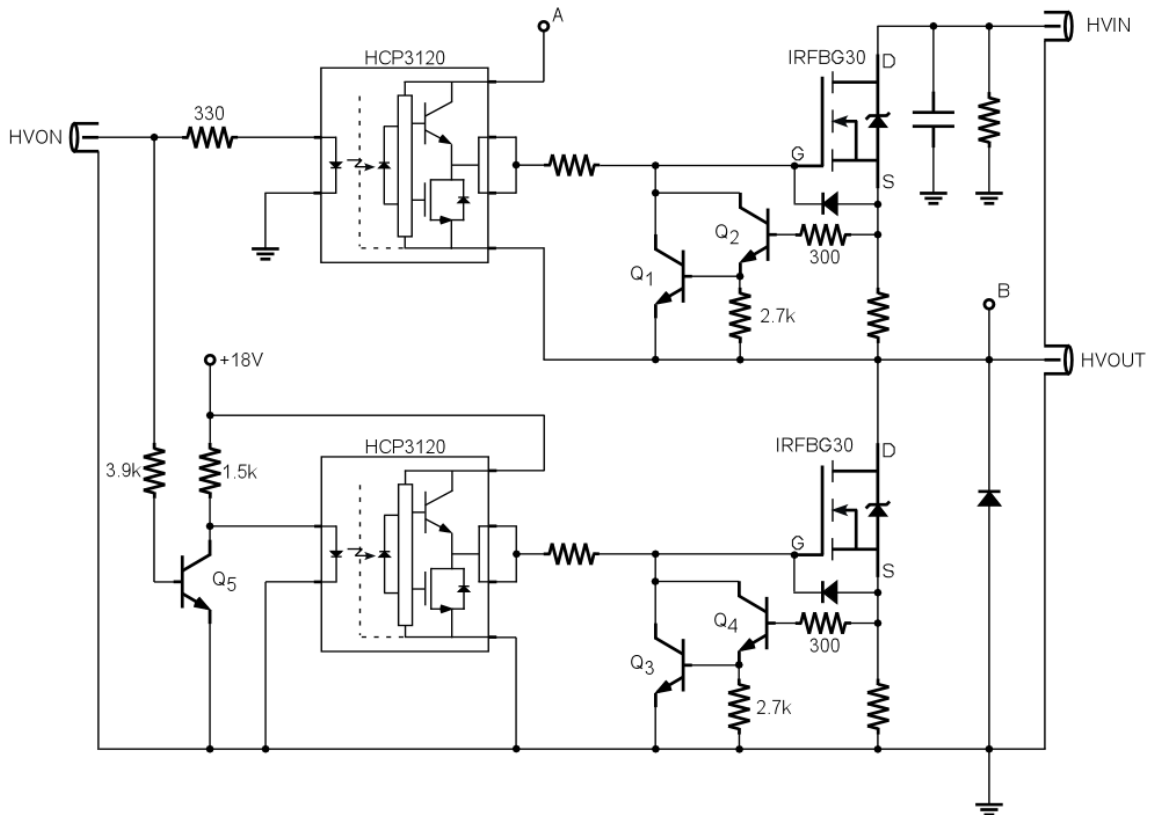 A
HVIN
HCP3120
IRFBG30
D
330
HVON
G
S
Q2
300
Q1
2.7k
B
+18V
HVOUT
HCP3120
IRFBG30
D
3.9k
1.5k
G
Q5
S
Q4
300
Q3
2.7k